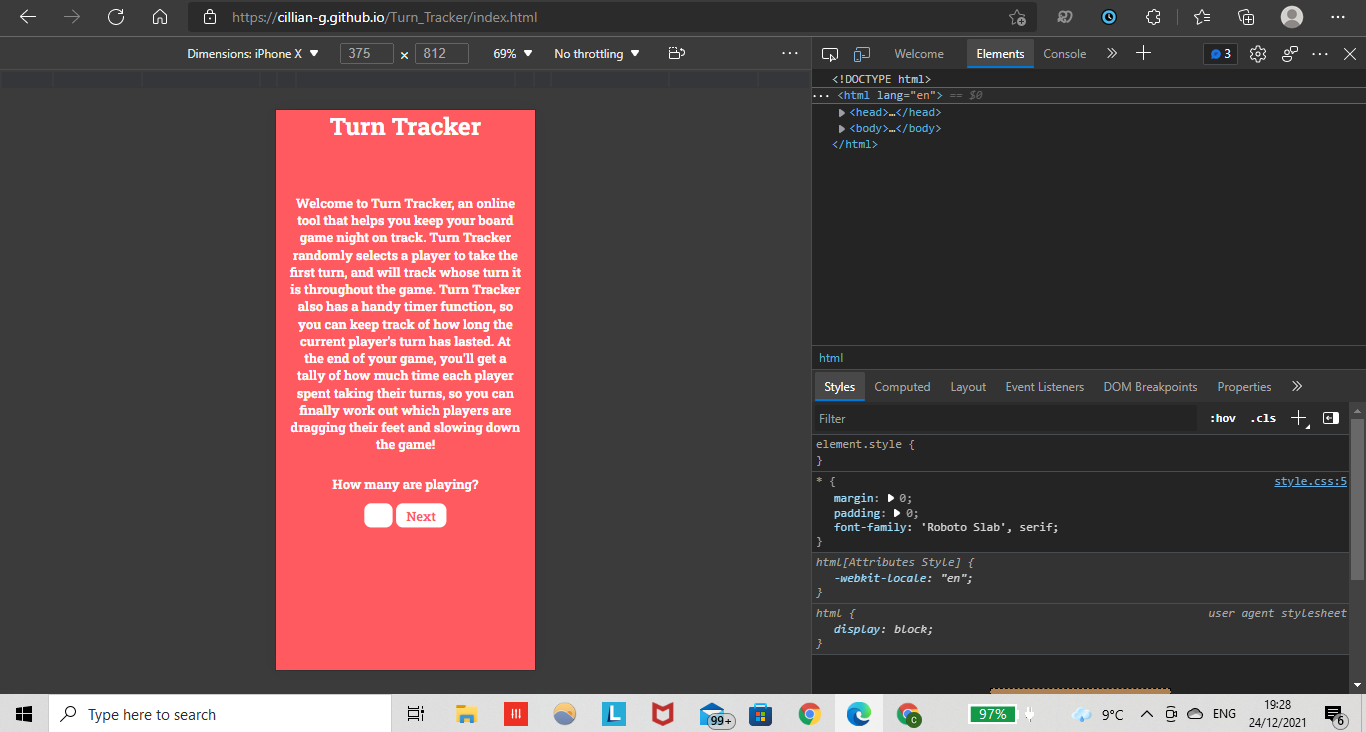 https://cillian-g.github.io/Turn_Tracker/index.html
Dimensions: iPhone X ▼ 375 × 812 69% ▼ No throttling ▼
Welcome Elements Console 3
Turn Tracker
Welcome to Turn Tracker, an online
tool that helps you keep your board
game night on track. Turn Tracker
randomly selects a player to take the
first turn, and will track whose turn it
is throughout the game. Turn Tracker
also has a handy timer function, so
you can keep track of how long the
current player's turn has lasted. At
the end of your game, you'll get a
tally of how much time each player
spent taking their turns, so you can
finally work out which players are
dragging their feet and slowing down
the game!
How many are playing?
Next
<!DOCTYPE html>
<html lang="en"> == $0
<head>…</head>
<body>…</body>
</html>
html
Styles Computed Layout Event Listeners DOM Breakpoints Properties
Filter :hov .cls
element.style {
}
* { style.css:5
margin: ▶ 0;
padding: ▶ 0;
font-family: 'Roboto Slab', serif;
}
html[Attributes Style] {
-webkit-locale: "en";
}
html { user agent stylesheet
display: block;
}
Type here to search
99+
C
97%
9°C
ENG
19:28
24/12/2021
6